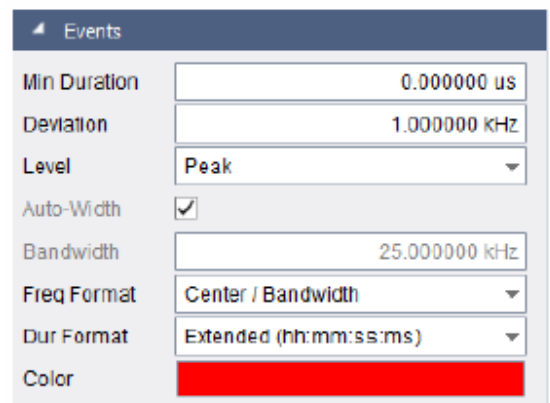 Events
Min Duration 0.000000 us
Deviation 1.000000 kHz
Level Peak
Auto-Width
Bandwidth 25.000000 kHz
Freq Format Center / Bandwidth
Dur Format Extended (hh:mm:ss:ms)
Color